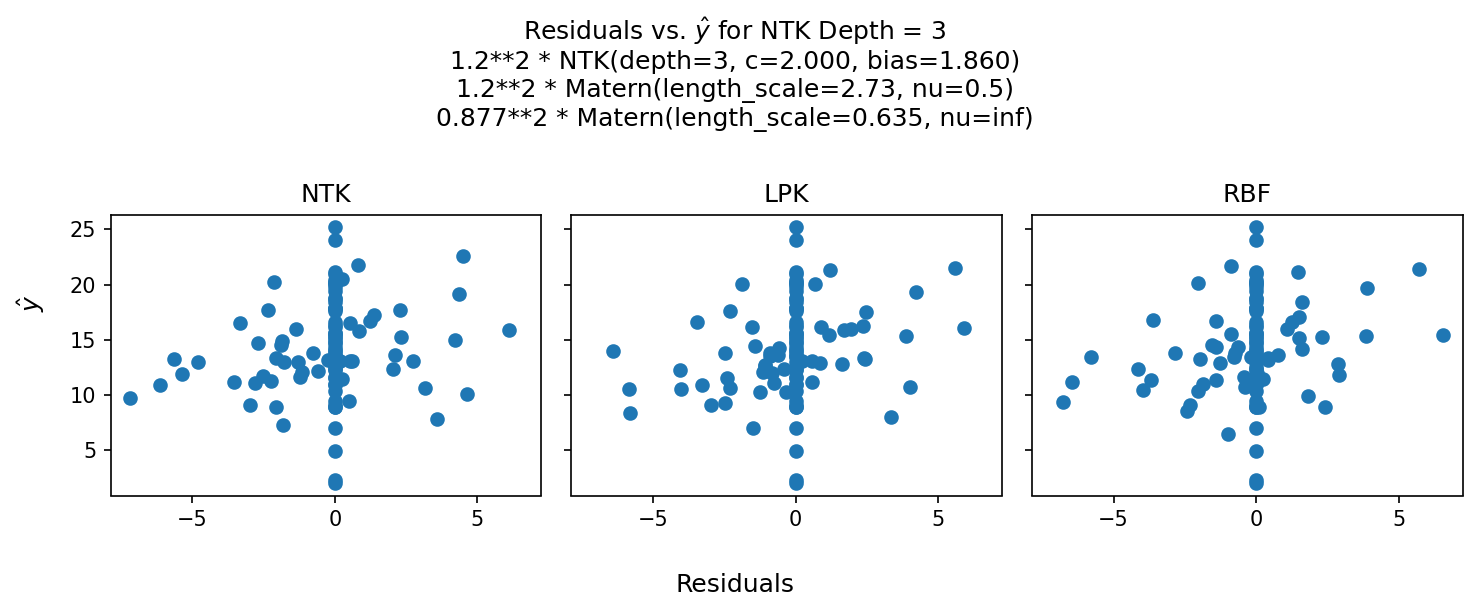 Residuals vs. ŷ for NTK Depth = 3
1.2**2 * NTK(depth=3, c=2.000, bias=1.860)
1.2**2 * Matern(length_scale=2.73, nu=0.5)
0.877**2 * Matern(length_scale=0.635, nu=inf)
NTK
LPK
RBF
25
20
15
10
5
ŷ
−5 0 5
−5 0 5
−5 0 5
Residuals